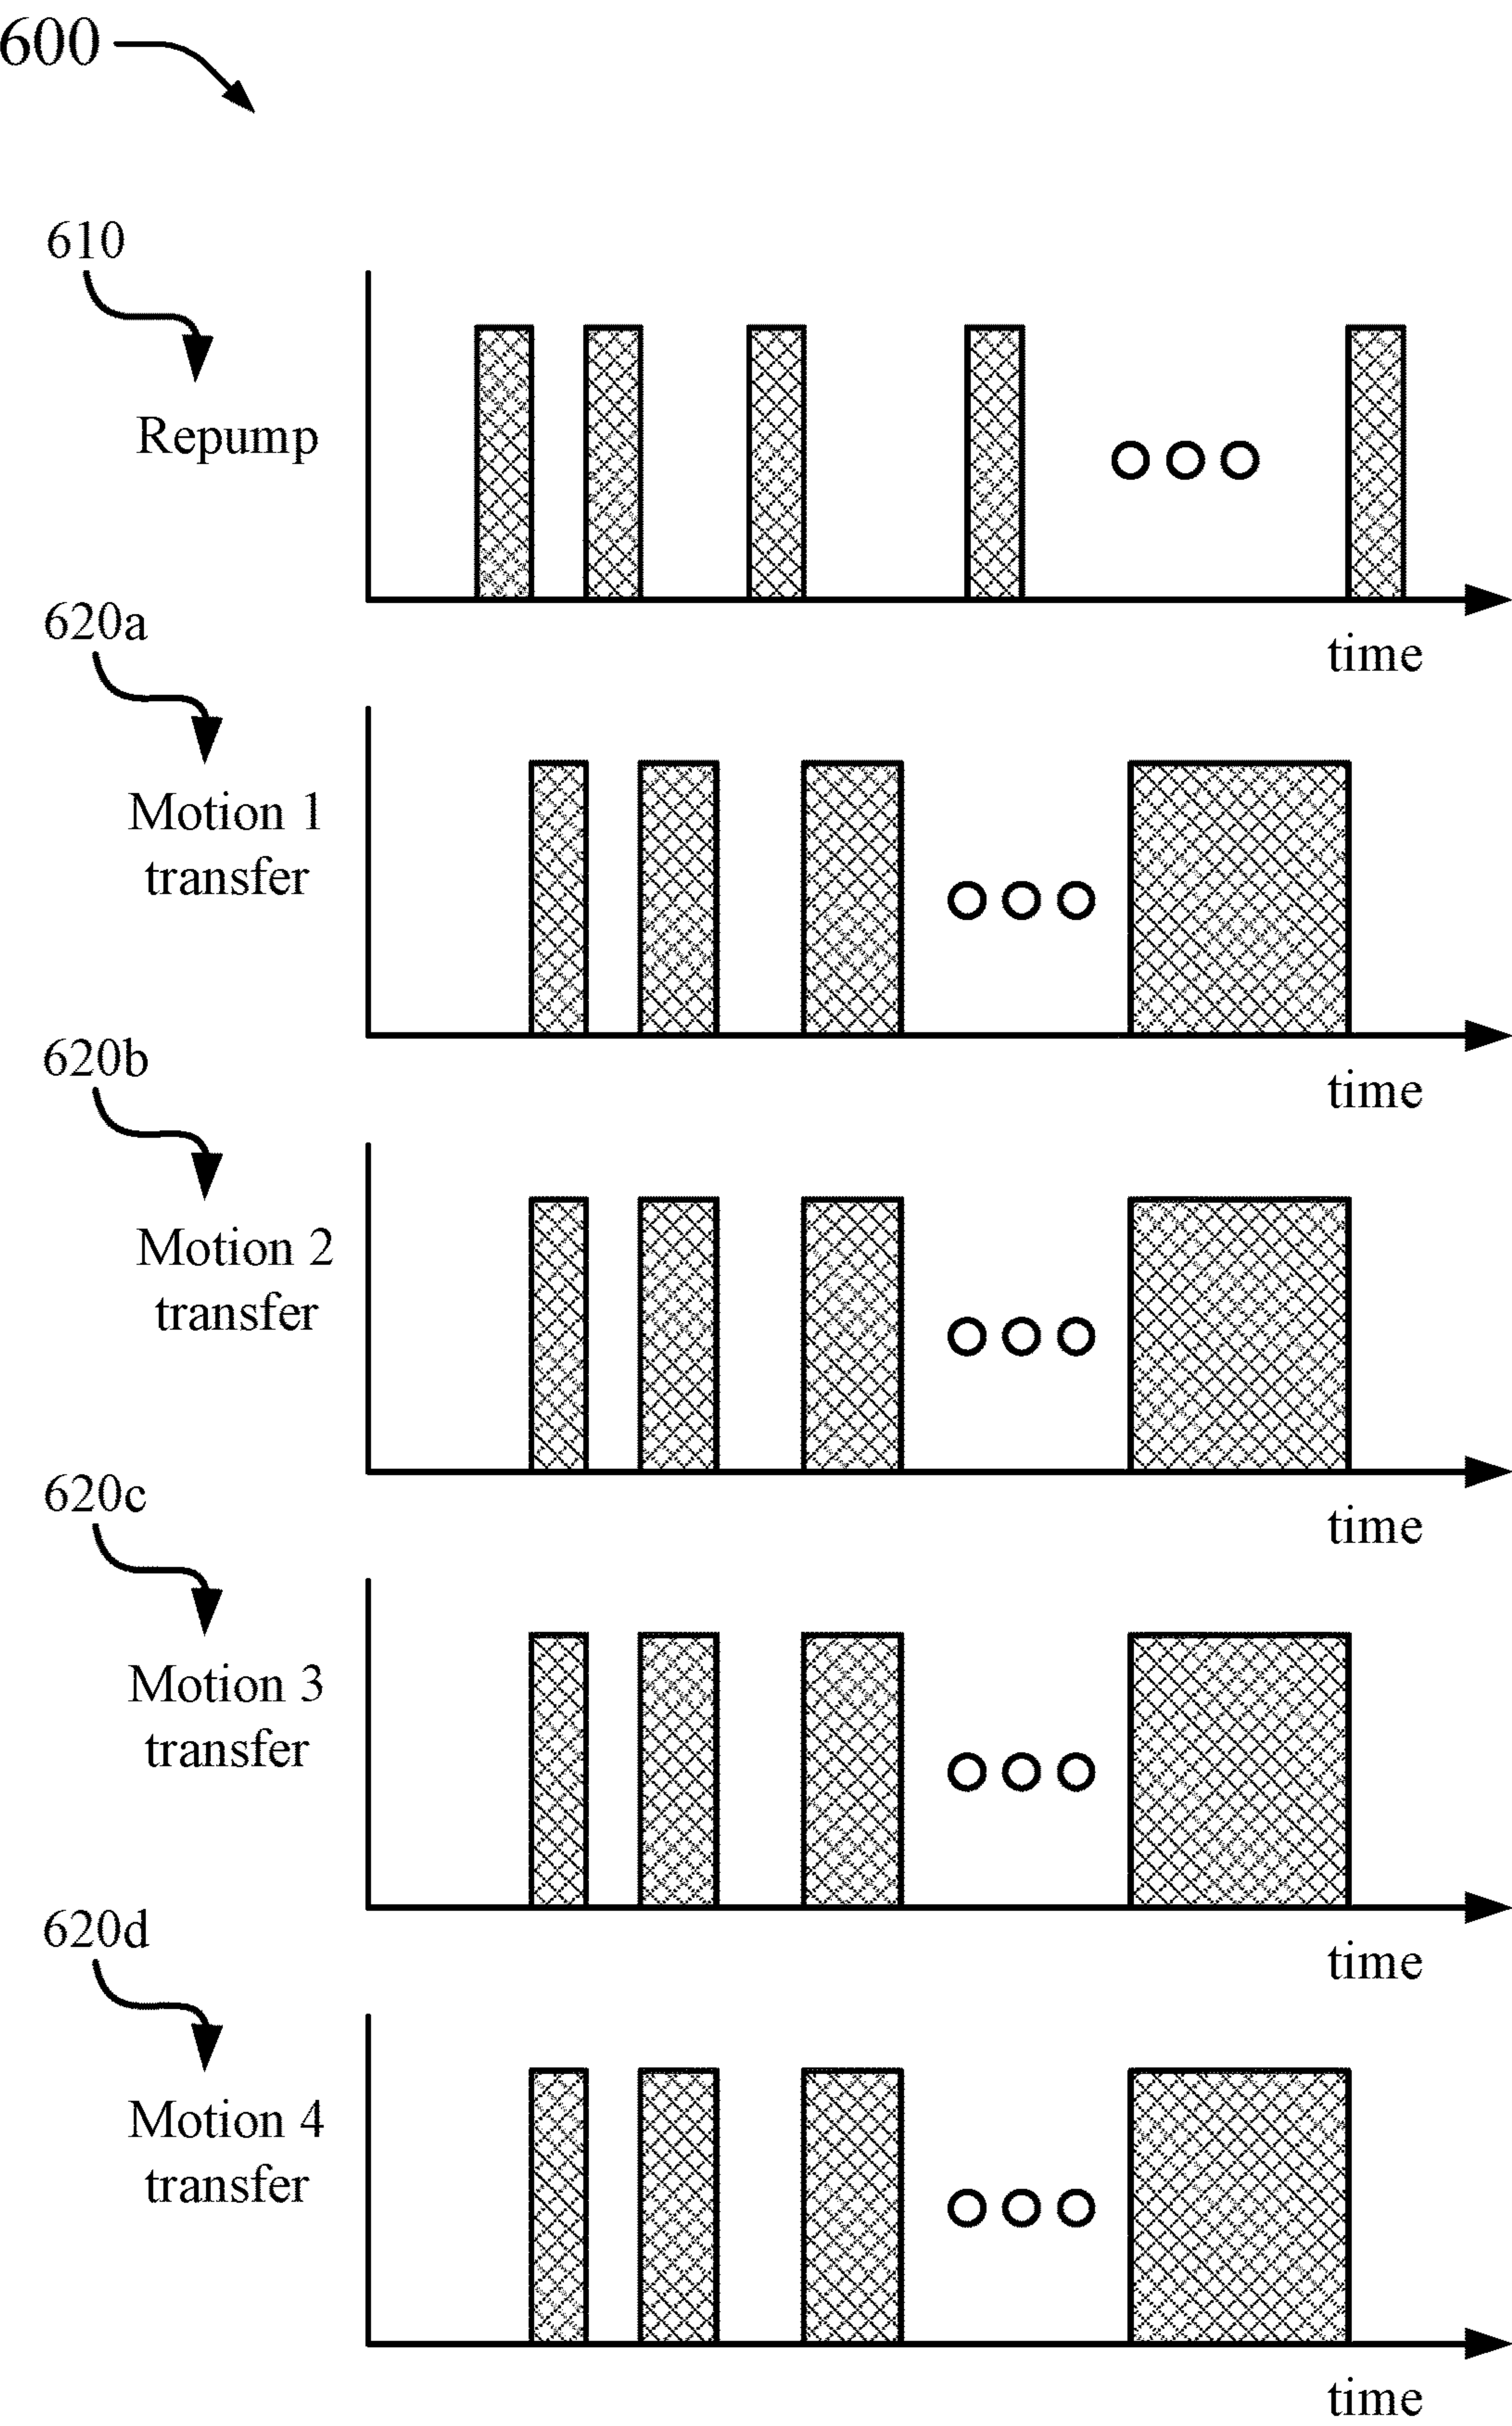 600
610
Repump
time
620a
Motion 1
transfer
time
620b
Motion 2
transfer
time
620c
Motion 3
transfer
time
620d
Motion 4
transfer
time